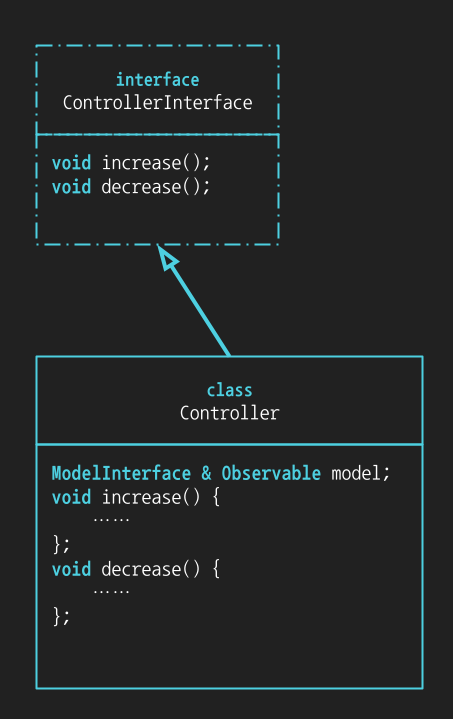 interface
ControllerInterface
void increase();
void decrease();
class
Controller
ModelInterface & Observable model;
void increase() {
……
};
void decrease() {
……
};